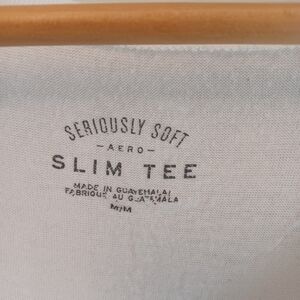 SERIOUSLY SOFT
-AERO-
SLIM TEE
MADE IN GUATEMALA/
FABRIQUÉ AU GUATEMALA
M/M